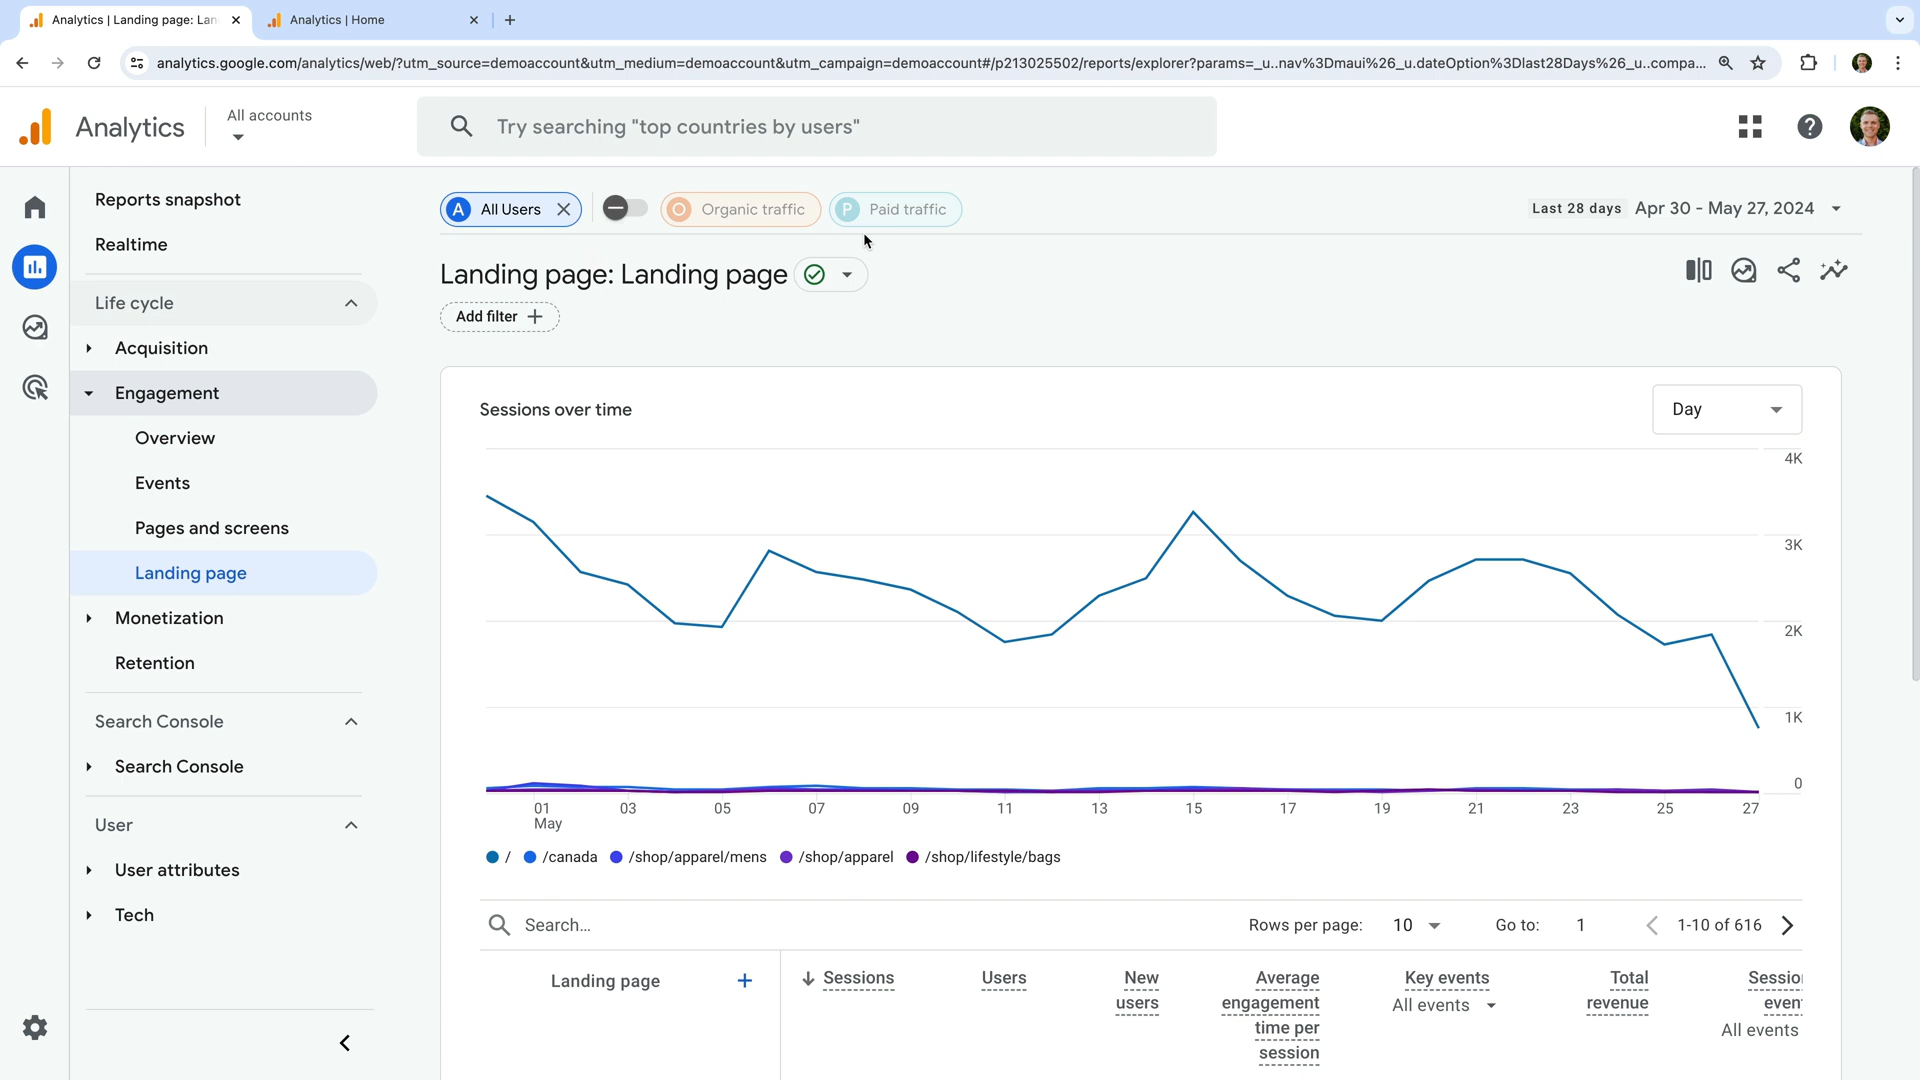 Analytics | Landing page: Lan
Analytics | Home
analytics.google.com/analytics/web/?utm_source=demoaccount&utm_medium=demoaccount&utm_campaign=demoaccount#/p213025502/reports/explorer?params=_u..nav%3Dmaui%26_u.dateOption%3Dlast28Days%26_u..compa...
Analytics
All accounts
Try searching "top countries by users"
Reports snapshot
Realtime
Life cycle
Acquisition
Engagement
Overview
Events
Pages and screens
Landing page
Monetization
Retention
Search Console
Search Console
User
User attributes
Tech
A All Users
O Organic traffic
P Paid traffic
Last 28 days Apr 30 - May 27, 2024
Landing page: Landing page
Add filter
Sessions over time
Day
4K
3K
2K
1K
0
01 03 05 07 09 11 13 15 17 19 21 23 25 27
May
/ /canada /shop/apparel/mens /shop/apparel /shop/lifestyle/bags
Search...
Rows per page: 10
Go to: 1
1-10 of 616
Landing page
Sessions
Users
New
users
Average
engagement
time per
session
Key events
All events
Total
revenue
Session
even
All events